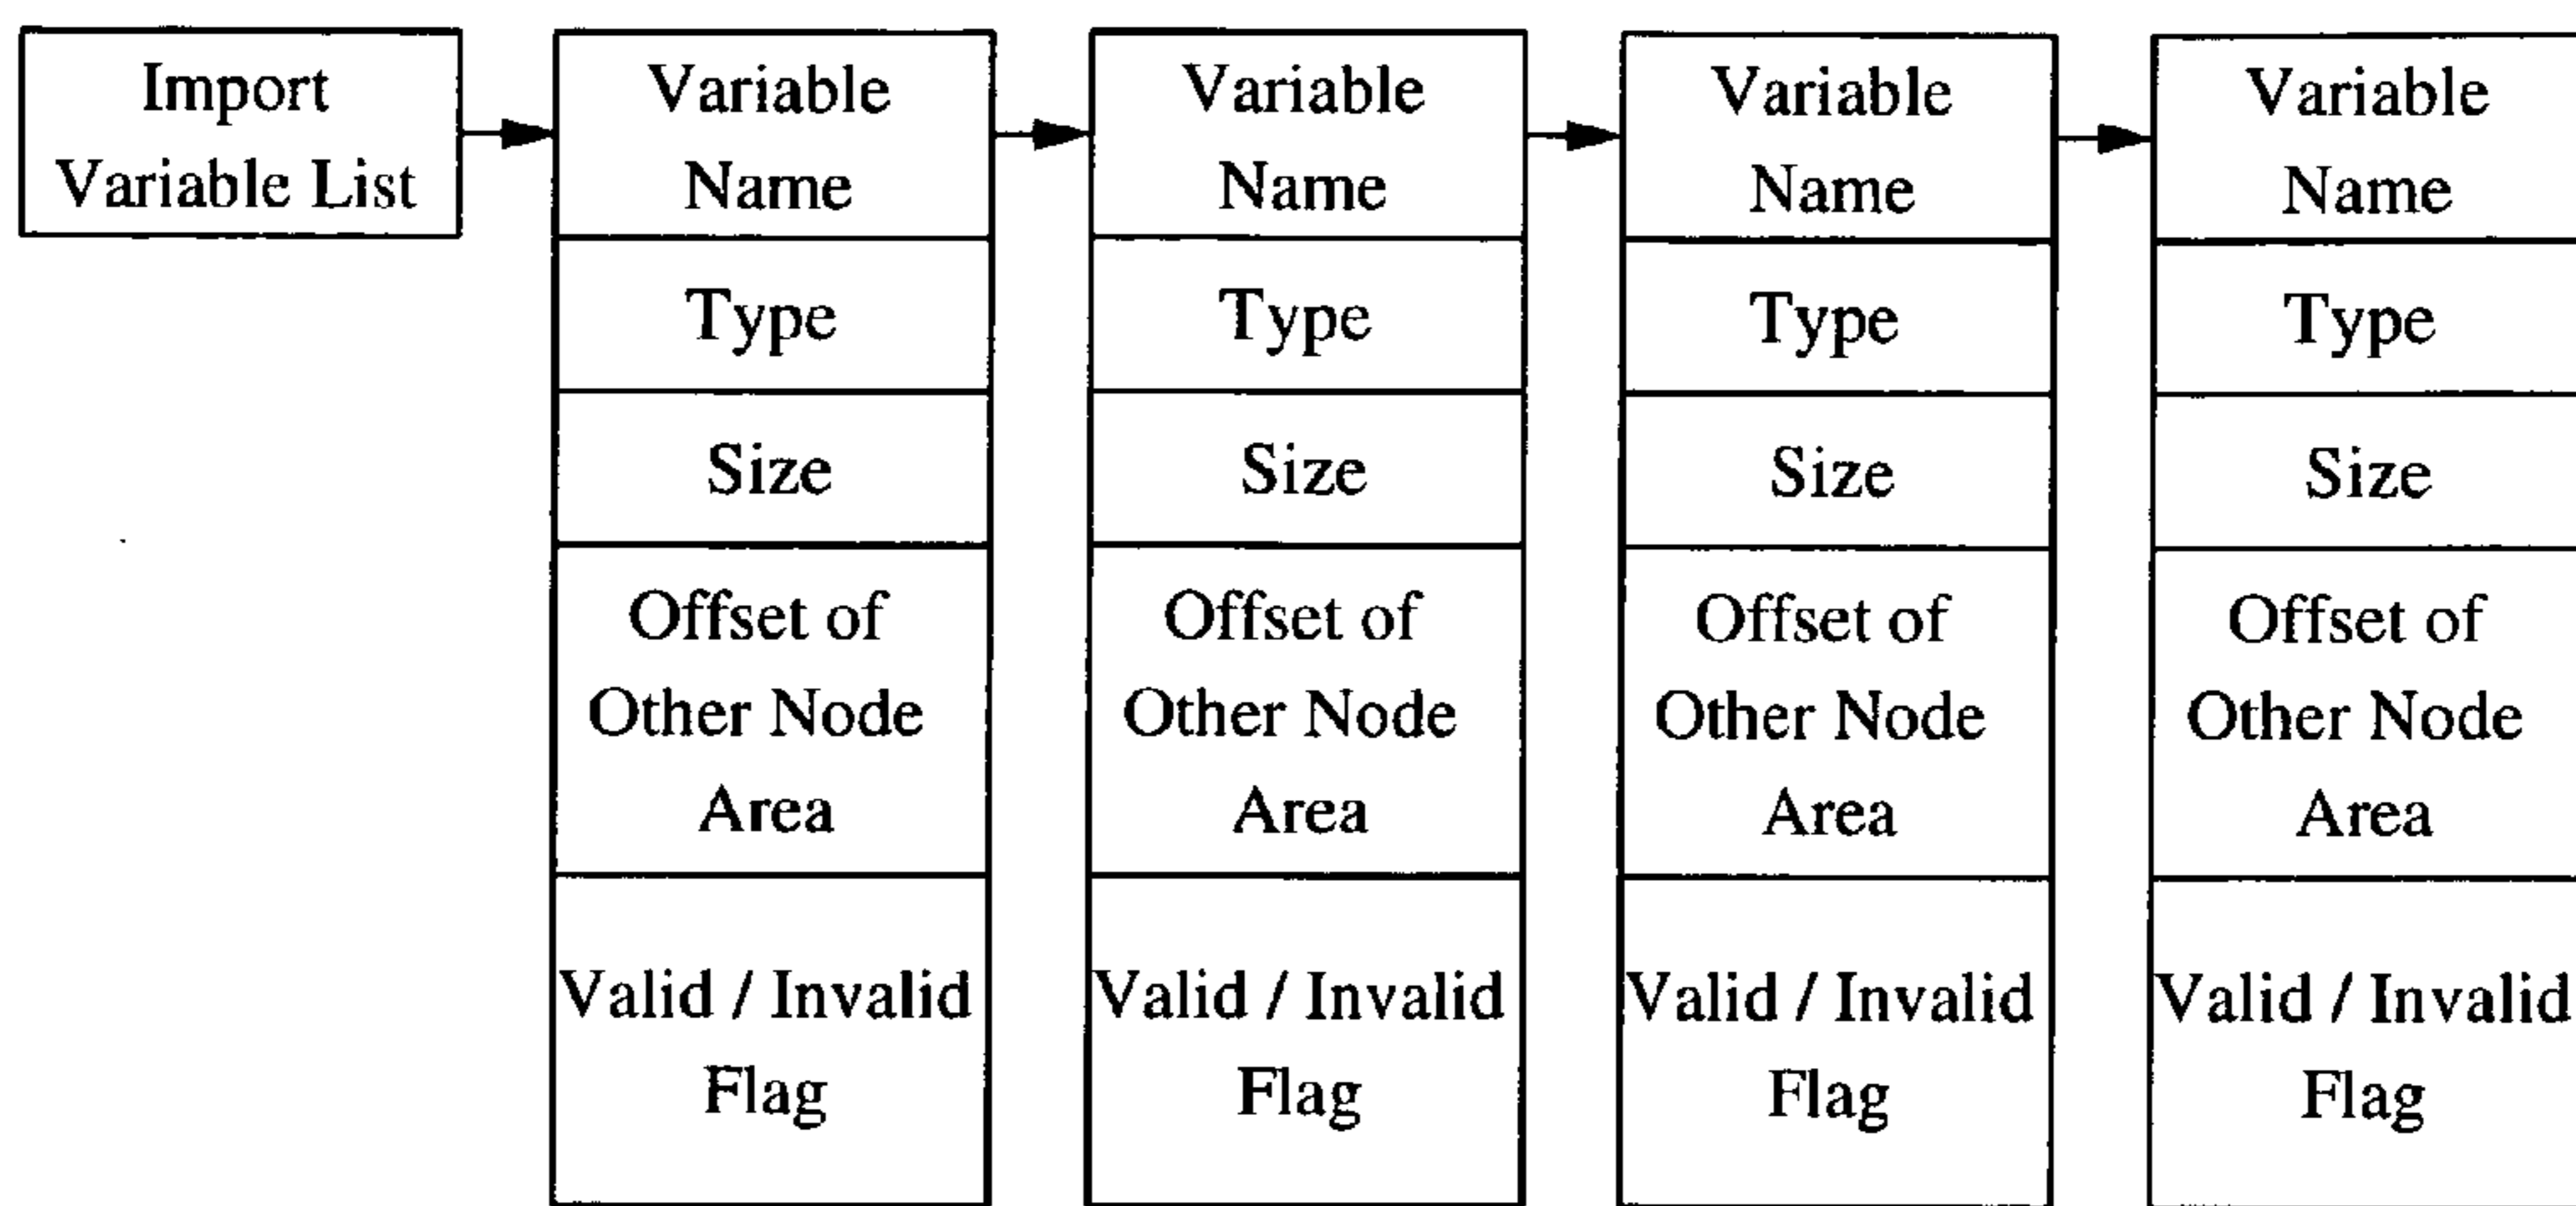 Import
Variable List
Variable
Name
Type
Size
Offset of
Other Node
Area
Valid / Invalid
Flag
Variable
Name
Type
Size
Offset of
Other Node
Area
Valid / Invalid
Flag
Variable
Name
Type
Size
Offset of
Other Node
Area
Valid / Invalid
Flag
Variable
Name
Type
Size
Offset of
Other Node
Area
Valid / Invalid
Flag